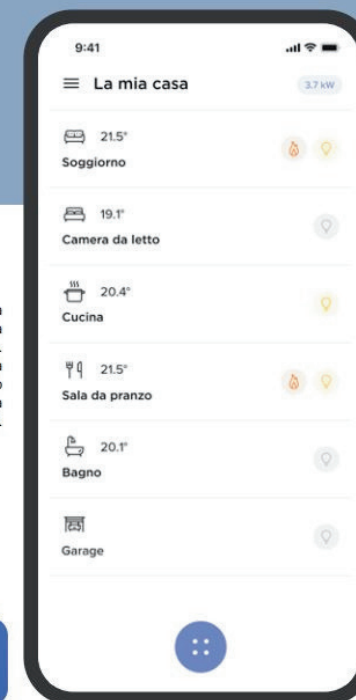 9:41
La mia casa
3.7 kW
21.5°
Soggiorno
19.1°
Camera da letto
20.4°
Cucina
21.5°
Sala da pranzo
20.1°
Bagno
Garage